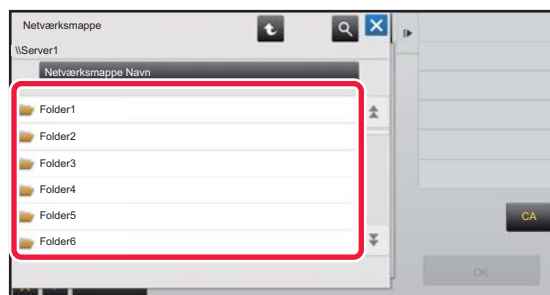 Netværksmappe
\\Server1
Netværksmappe Navn
Folder1
Folder2
Folder3
Folder4
Folder5
Folder6
CA
OK